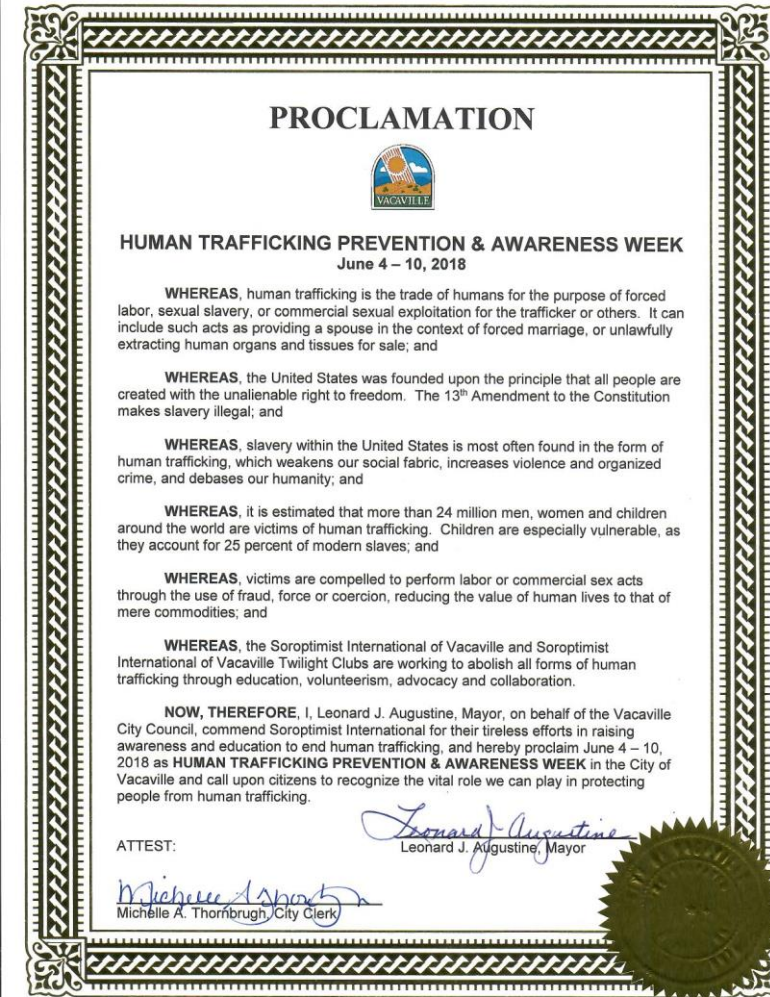 PROCLAMATION
VACAVILLE
HUMAN TRAFFICKING PREVENTION & AWARENESS WEEK
June 4 – 10, 2018
WHEREAS, human trafficking is the trade of humans for the purpose of forced
labor, sexual slavery, or commercial sexual exploitation for the trafficker or others. It can
include such acts as providing a spouse in the context of forced marriage, or unlawfully
extracting human organs and tissues for sale; and
WHEREAS, the United States was founded upon the principle that all people are
created with the unalienable right to freedom. The 13th Amendment to the Constitution
makes slavery illegal; and
WHEREAS, slavery within the United States is most often found in the form of
human trafficking, which weakens our social fabric, increases violence and organized
crime, and debases our humanity; and
WHEREAS, it is estimated that more than 24 million men, women and children
around the world are victims of human trafficking. Children are especially vulnerable, as
they account for 25 percent of modern slaves; and
WHEREAS, victims are compelled to perform labor or commercial sex acts
through the use of fraud, force or coercion, reducing the value of human lives to that of
mere commodities; and
WHEREAS, the Soroptimist International of Vacaville and Soroptimist
International of Vacaville Twilight Clubs are working to abolish all forms of human
trafficking through education, volunteerism, advocacy and collaboration.
NOW, THEREFORE, I, Leonard J. Augustine, Mayor, on behalf of the Vacaville
City Council, commend Soroptimist International for their tireless efforts in raising
awareness and education to end human trafficking, and hereby proclaim June 4 – 10,
2018 as HUMAN TRAFFICKING PREVENTION & AWARENESS WEEK in the City of
Vacaville and call upon citizens to recognize the vital role we can play in protecting
people from human trafficking.
Leonard J Augustine
ATTEST:
Leonard J. Augustine, Mayor
Michelle A
Michelle A. Thornbrugh, City Clerk